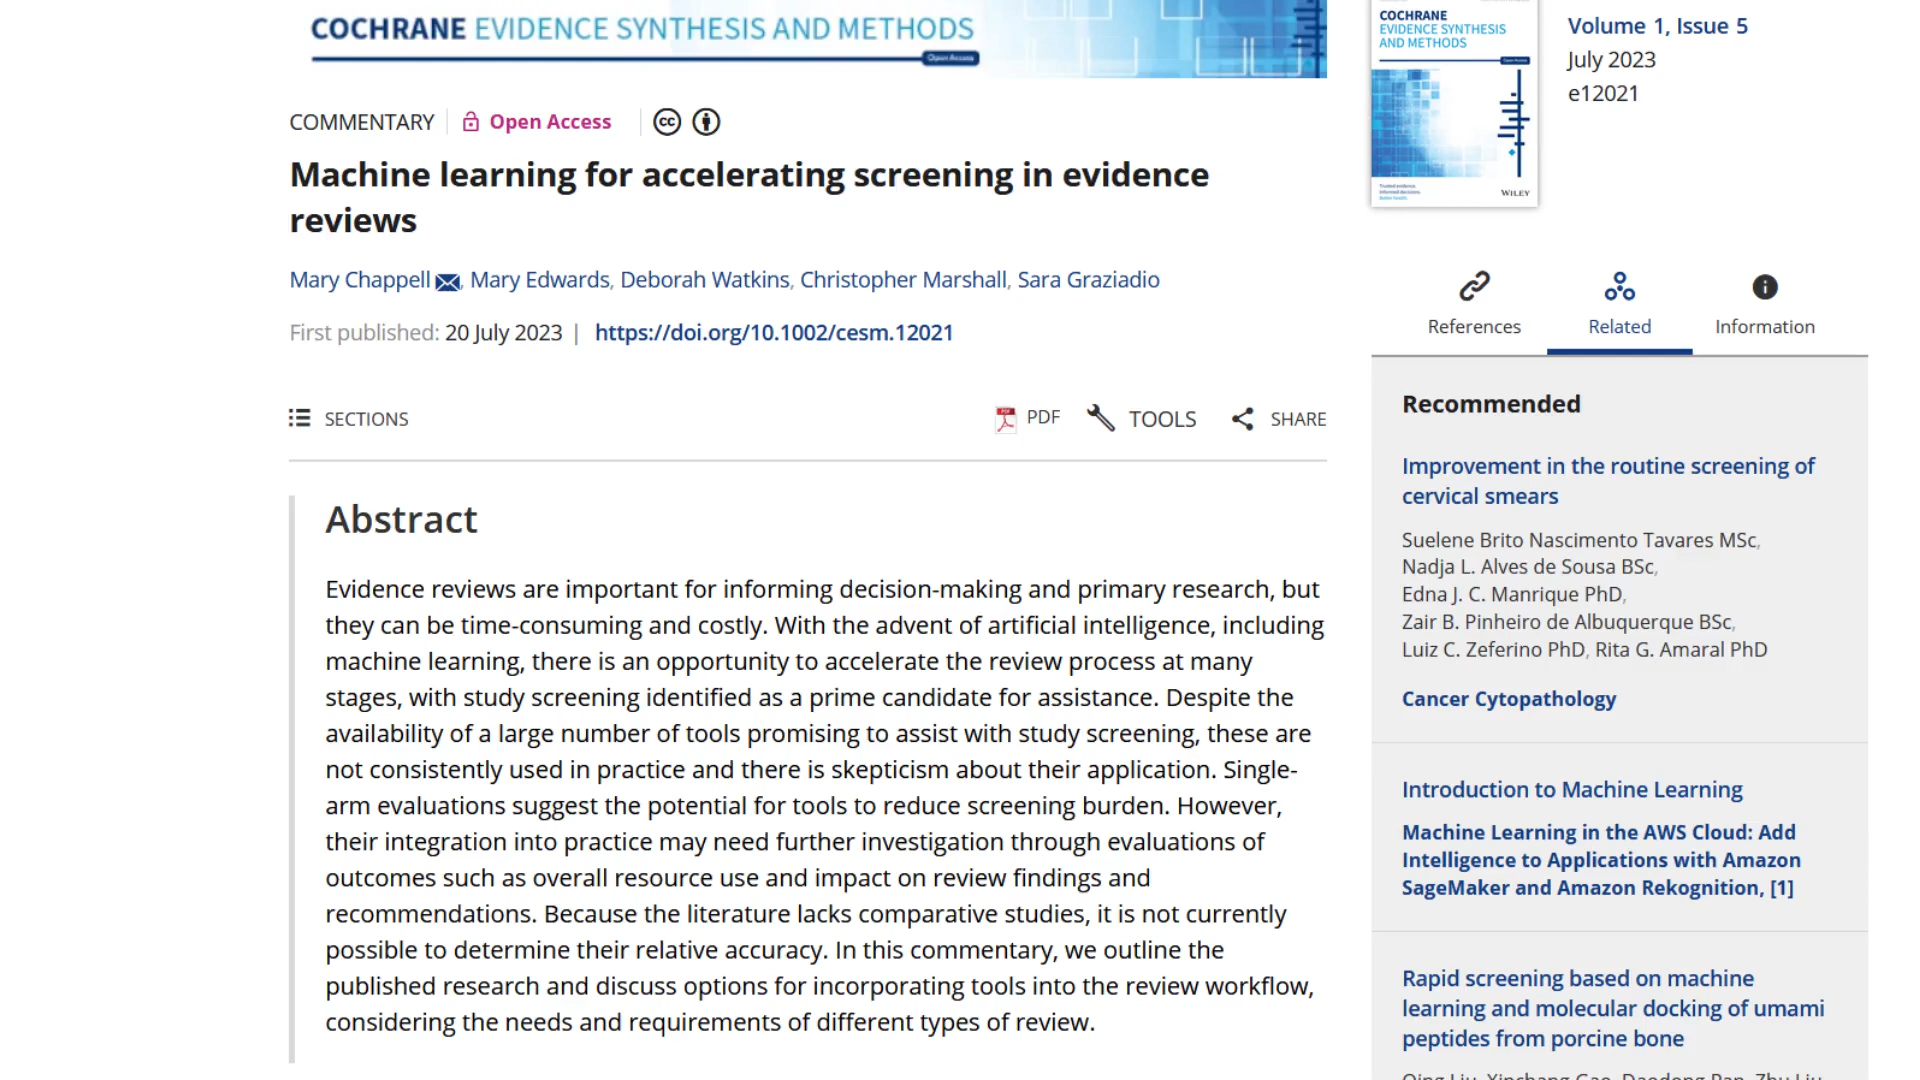 COCHRANE EVIDENCE SYNTHESIS AND METHODS
Open Access
COMMENTARY
Open Access
Machine learning for accelerating screening in evidence
reviews
Mary Chappell, Mary Edwards, Deborah Watkins, Christopher Marshall, Sara Graziadio
First published: 20 July 2023 | https://doi.org/10.1002/cesm.12021
SECTIONS
PDF
TOOLS
SHARE
Abstract
Evidence reviews are important for informing decision-making and primary research, but
they can be time-consuming and costly. With the advent of artificial intelligence, including
machine learning, there is an opportunity to accelerate the review process at many
stages, with study screening identified as a prime candidate for assistance. Despite the
availability of a large number of tools promising to assist with study screening, these are
not consistently used in practice and there is skepticism about their application. Single-
arm evaluations suggest the potential for tools to reduce screening burden. However,
their integration into practice may need further investigation through evaluations of
outcomes such as overall resource use and impact on review findings and
recommendations. Because the literature lacks comparative studies, it is not currently
possible to determine their relative accuracy. In this commentary, we outline the
published research and discuss options for incorporating tools into the review workflow,
considering the needs and requirements of different types of review.
COCHRANE
EVIDENCE SYNTHESIS
AND METHODS
Trusted evidence.
Informed decisions.
Better health.
WILEY
Volume 1, Issue 5
July 2023
e12021
References
Related
Information
Recommended
Improvement in the routine screening of
cervical smears
Suelene Brito Nascimento Tavares MSc,
Nadja L. Alves de Sousa BSc,
Edna J. C. Manrique PhD,
Zair B. Pinheiro de Albuquerque BSc,
Luiz C. Zeferino PhD, Rita G. Amaral PhD
Cancer Cytopathology
Introduction to Machine Learning
Machine Learning in the AWS Cloud: Add
Intelligence to Applications with Amazon
SageMaker and Amazon Rekognition, [1]
Rapid screening based on machine
learning and molecular docking of umami
peptides from porcine bone